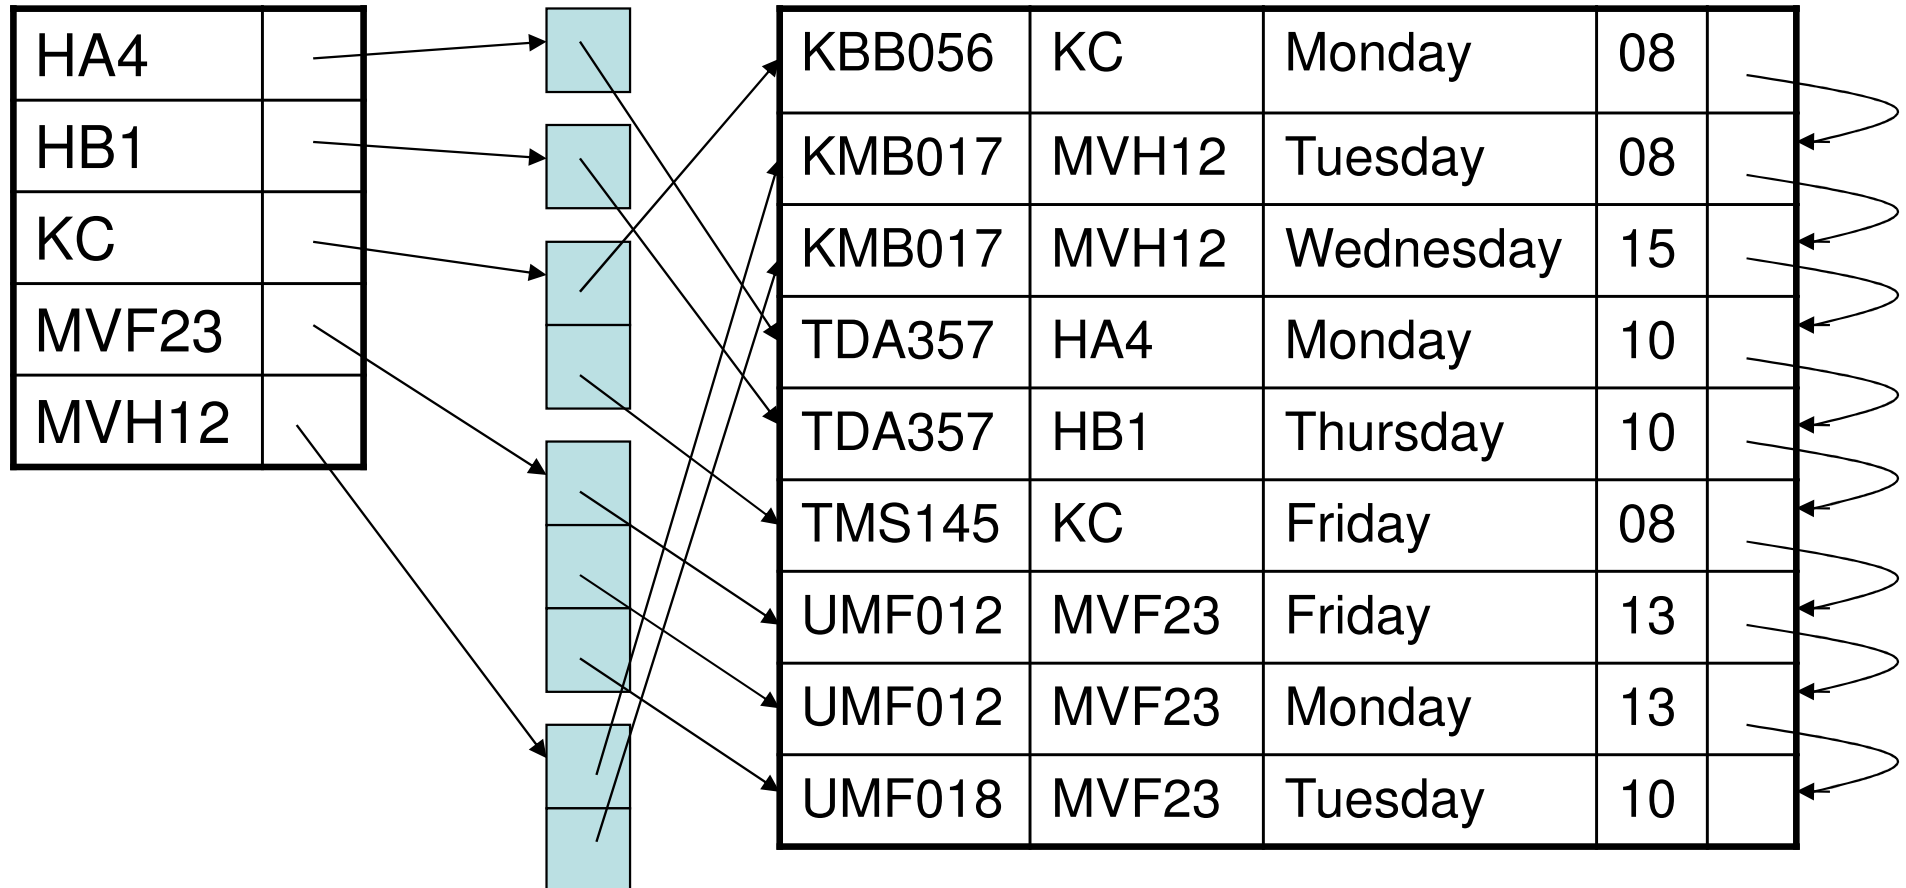 HA4
HB1
KC
MVF23
MVH12
KBB056 KC Monday 08
KMB017 MVH12 Tuesday 08
KMB017 MVH12 Wednesday 15
TDA357 HA4 Monday 10
TDA357 HB1 Thursday 10
TMS145 KC Friday 08
UMF012 MVF23 Friday 13
UMF012 MVF23 Monday 13
UMF018 MVF23 Tuesday 10